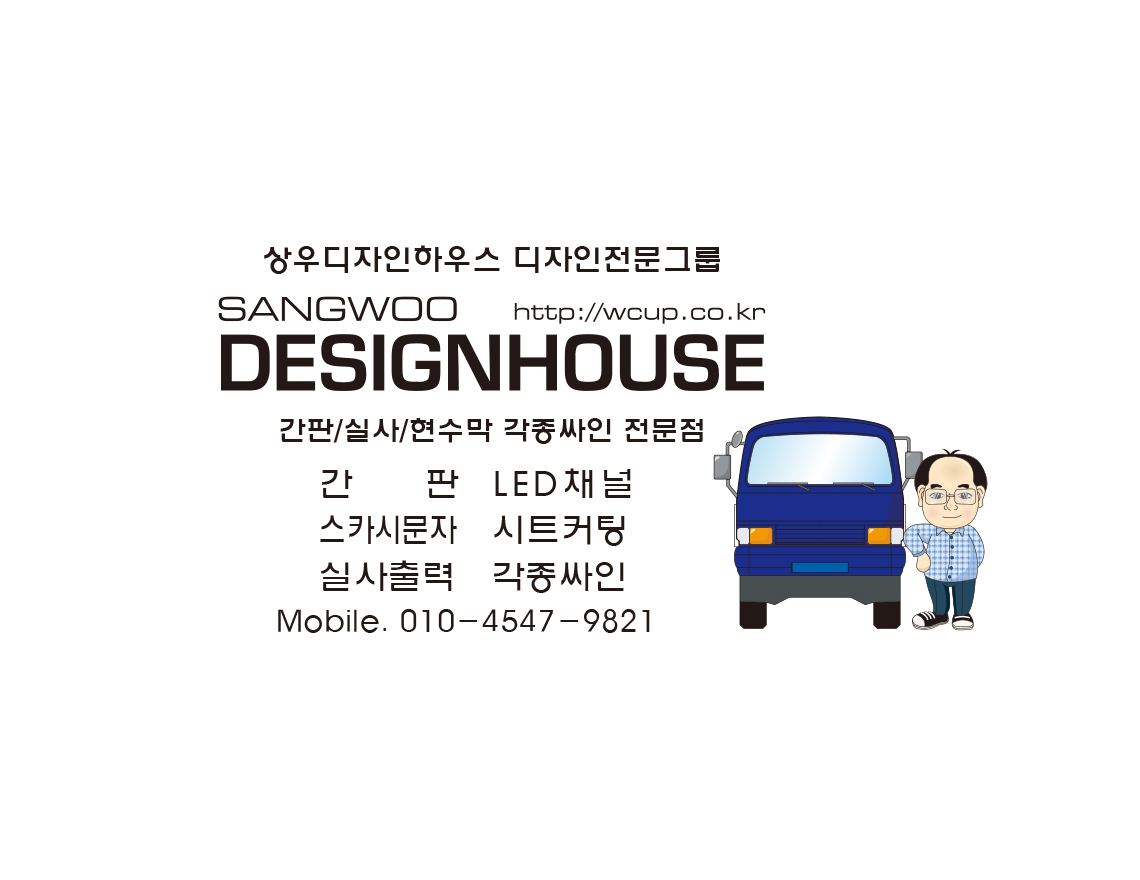 상우디자인하우스 디자인전문그룹
SANGWOO http://wcup.co.kr
DESIGNHOUSE
간판/실사/현수막 각종싸인 전문점
간 판 LED채널
스카시문자 시트커팅
실사출력 각종싸인
Mobile. 010-4547-9821